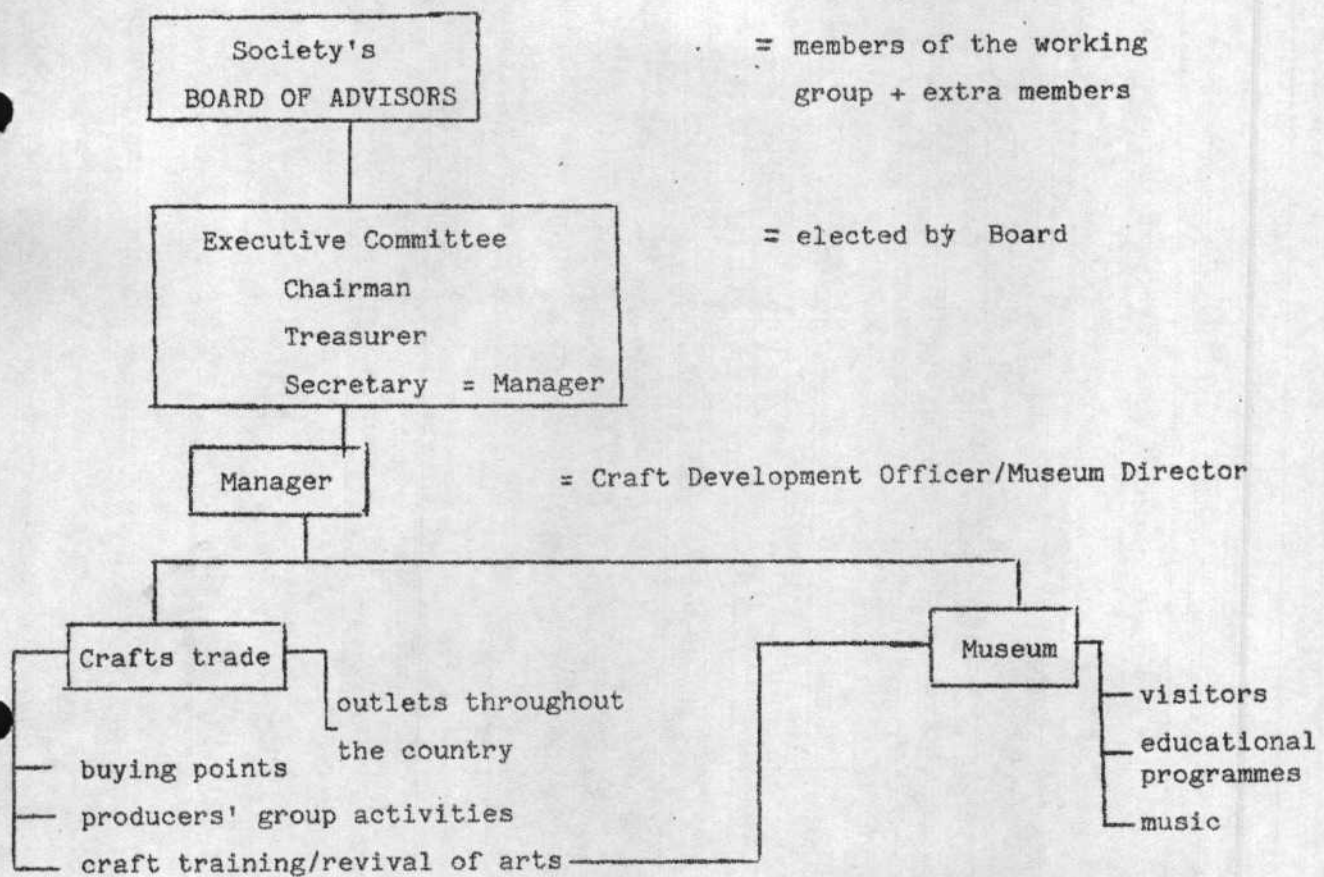 Society's
BOARD OF ADVISORS
= members of the working
group + extra members
Executive Committee
Chairman
Treasurer
Secretary = Manager
= elected by Board
Manager
= Craft Development Officer/Museum Director
Crafts trade
outlets throughout
the country
buying points
producers' group activities
craft training/revival of arts
Museum
visitors
educational
programmes
music